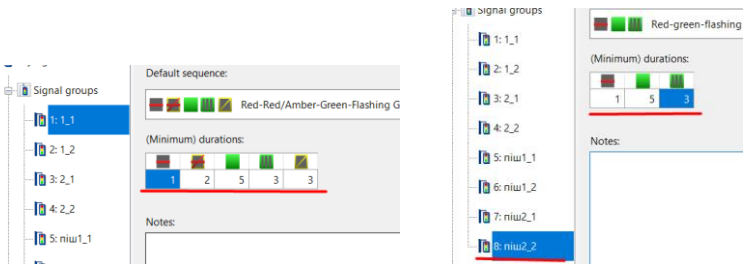 Signal groups
1: 1_1
2: 1_2
3: 2_1
4: 2_2
5: піш1_1
Default sequence:
Red-Red/Amber-Green-Flashing G
(Minimum) durations:
1 2 5 3 3
Notes:
Signal groups
1: 1_1
2: 1_2
3: 2_1
4: 2_2
5: піш1_1
6: піш1_2
7: піш2_1
8: піш2_2
Red-green-flashing
(Minimum) durations:
1 5 3
Notes: